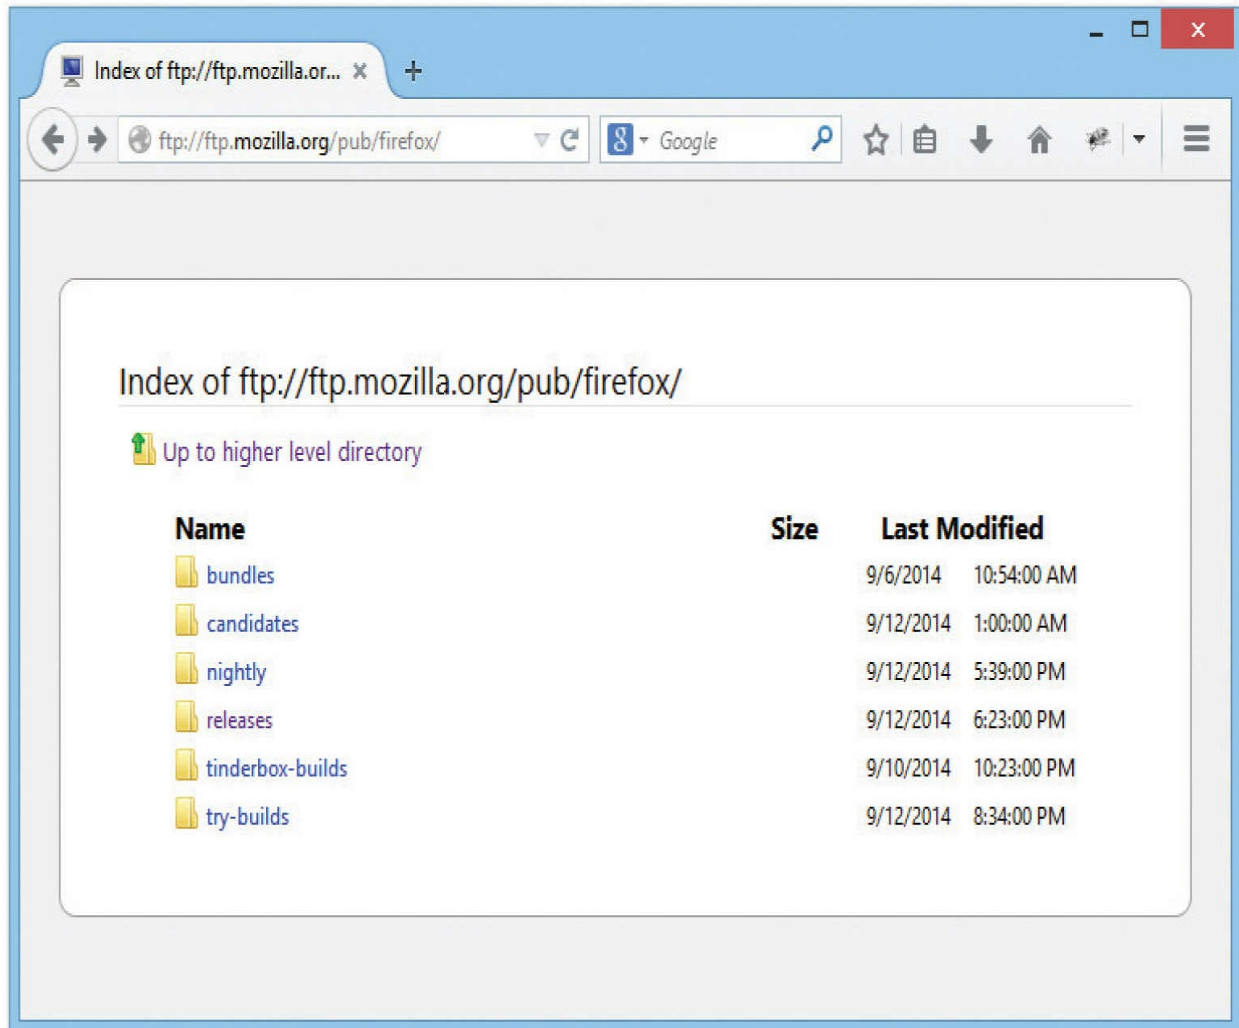 Index of ftp://ftp.mozilla.or...
ftp://ftp.mozilla.org/pub/firefox/ 8 Google
Index of ftp://ftp.mozilla.org/pub/firefox/
Up to higher level directory
Name Size Last Modified
bundles 9/6/2014 10:54:00 AM
candidates 9/12/2014 1:00:00 AM
nightly 9/12/2014 5:39:00 PM
releases 9/12/2014 6:23:00 PM
tinderbox-builds 9/10/2014 10:23:00 PM
try-builds 9/12/2014 8:34:00 PM